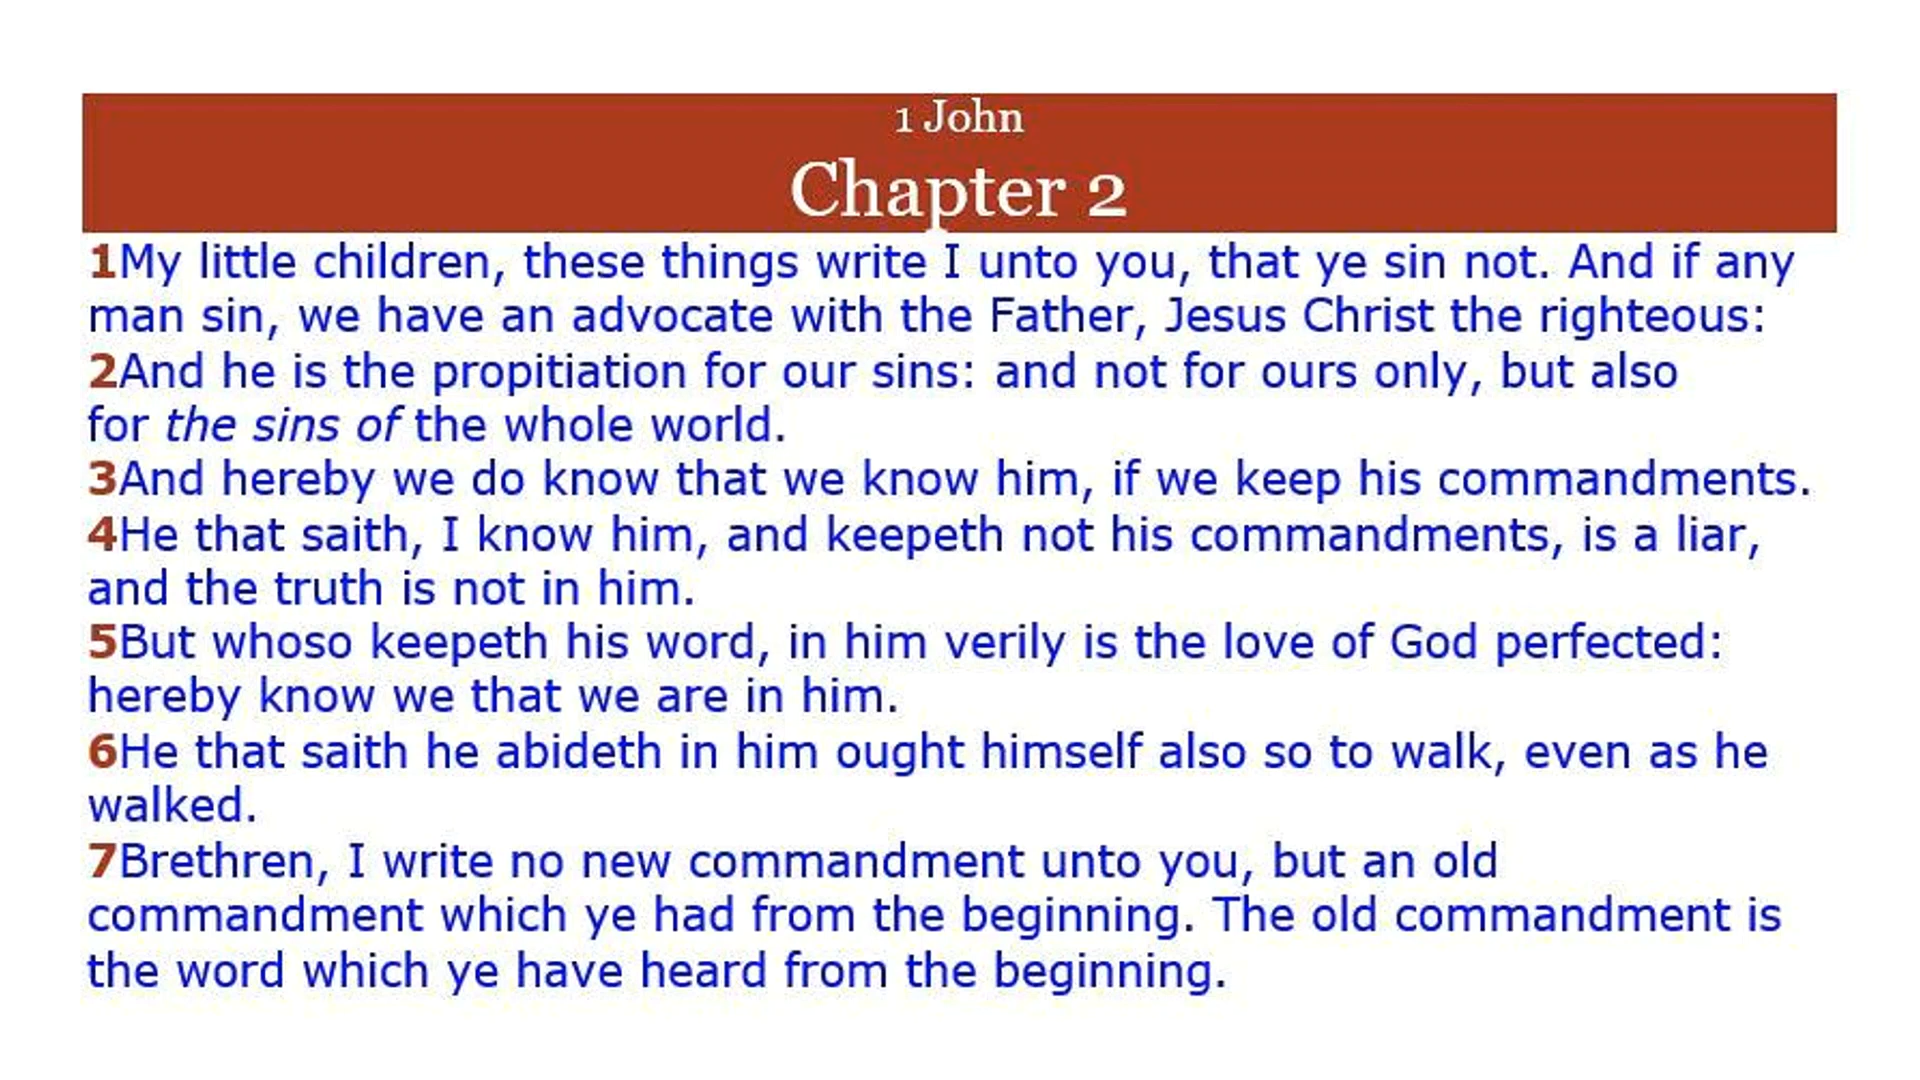 1 John
Chapter 2
1My little children, these things write I unto you, that ye sin not. And if any
man sin, we have an advocate with the Father, Jesus Christ the righteous:
2And he is the propitiation for our sins: and not for ours only, but also
for the sins of the whole world.
3And hereby we do know that we know him, if we keep his commandments.
4He that saith, I know him, and keepeth not his commandments, is a liar,
and the truth is not in him.
5But whoso keepeth his word, in him verily is the love of God perfected:
hereby know we that we are in him.
6He that saith he abideth in him ought himself also so to walk, even as he
walked.
7Brethren, I write no new commandment unto you, but an old
commandment which ye had from the beginning. The old commandment is
the word which ye have heard from the beginning.